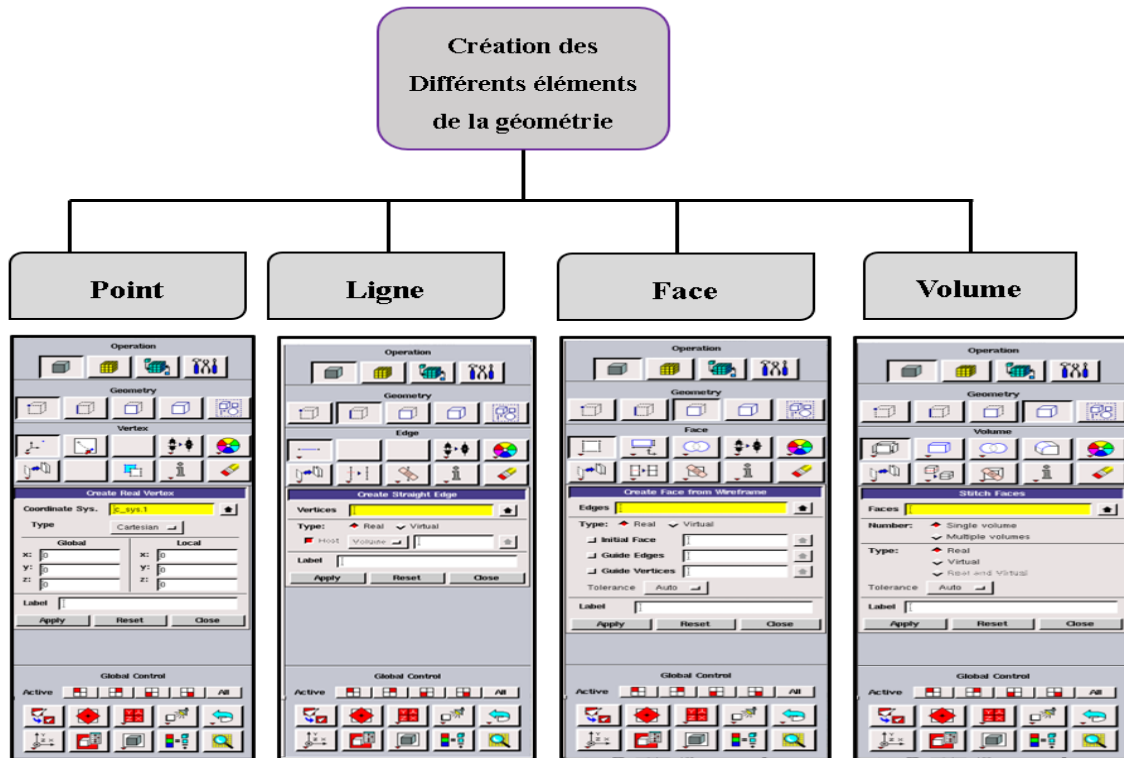 Création des
Différents éléments
de la géométrie
Point
Ligne
Face
Volume
Operation
Geometry
Vertex
Create Real Vertex
Coordinate Sys. c_sys.1
Type Cartesian
Global Local
x: 0 x: 0
y: 0 y: 0
z: 0 z: 0
Label
Apply Reset Close
Global Control
Active All
Operation
Geometry
Edge
Create Straight Edge
Vertices
Type: Real Virtual
Host Volume
Label
Apply Reset Close
Global Control
Active All
Operation
Geometry
Face
Create Face from Wireframe
Edges
Type: Real Virtual
Initial Face
Guide Edges
Guide Vertices
Tolerance Auto
Label
Apply Reset Close
Global Control
Active All
Operation
Geometry
Volume
Stitch Faces
Faces
Number: Single volume
Multiple volumes
Type: Real
Virtual
Real and Virtual
Tolerance Auto
Label
Apply Reset Close
Global Control
Active All